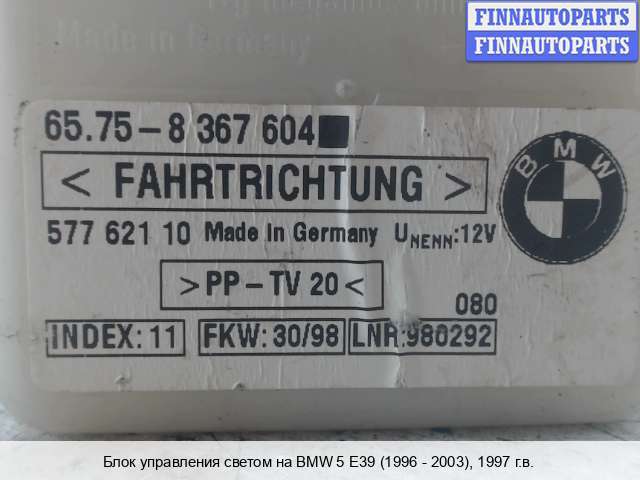 FINNAUTOPARTS
FINNAUTOPARTS
Made in Germany
65.75-8 367 604
BMW
< FAHRTRICHTUNG >
577 621 10 Made In Germany UNENN:12V
>PP-TV 20<
080
INDEX: 11 FKW: 30/98 LNR:980292
Блок управления светом на BMW 5 E39 (1996 - 2003), 1997 г.в.